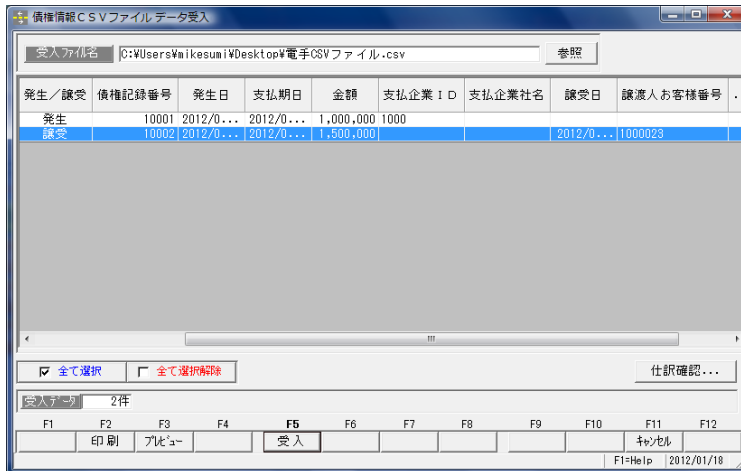 債権情報CSVファイル データ受入
受入ファイル名 C:¥Users¥mikesumi¥Desktop¥電手CSVファイル.csv 参照
発生／譲受 債権記録番号 発生日 支払期日 金額 支払企業ID 支払企業社名 譲受日 譲渡人お客様番号 .
発生 10001 2012/0... 2012/0... 1,000,000 1000
譲受 10002 2012/0... 2012/0... 1,500,000 2012/0... 1000023
全て選択 全て選択解除 仕訳確認...
受入データ 2件
F1 F2 F3 F4 F5 F6 F7 F8 F9 F10 F11 F12
印刷 プレビュー 受入 キャンセル
F1=Help 2012/01/18